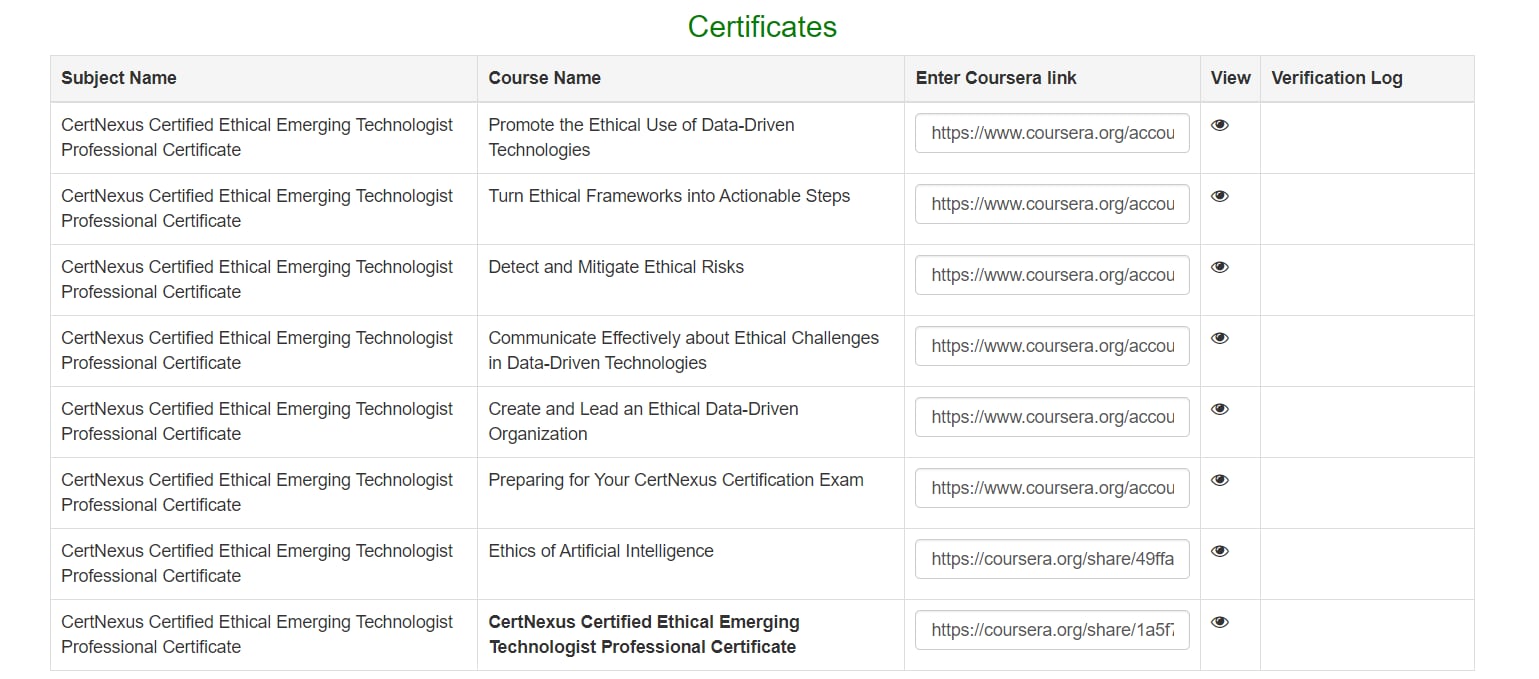 Certificates
Subject Name Course Name Enter Coursera link View Verification Log
CertNexus Certified Ethical Emerging Technologist Promote the Ethical Use of Data-Driven https://www.coursera.org/accou
Professional Certificate Technologies
CertNexus Certified Ethical Emerging Technologist Turn Ethical Frameworks into Actionable Steps https://www.coursera.org/accou
Professional Certificate
CertNexus Certified Ethical Emerging Technologist Detect and Mitigate Ethical Risks https://www.coursera.org/accou
Professional Certificate
CertNexus Certified Ethical Emerging Technologist Communicate Effectively about Ethical Challenges https://www.coursera.org/accou
Professional Certificate in Data-Driven Technologies
CertNexus Certified Ethical Emerging Technologist Create and Lead an Ethical Data-Driven https://www.coursera.org/accou
Professional Certificate Organization
CertNexus Certified Ethical Emerging Technologist Preparing for Your CertNexus Certification Exam https://www.coursera.org/accou
Professional Certificate
CertNexus Certified Ethical Emerging Technologist Ethics of Artificial Intelligence https://coursera.org/share/49ffa
Professional Certificate
CertNexus Certified Ethical Emerging Technologist CertNexus Certified Ethical Emerging https://coursera.org/share/1a5f7
Professional Certificate Technologist Professional Certificate